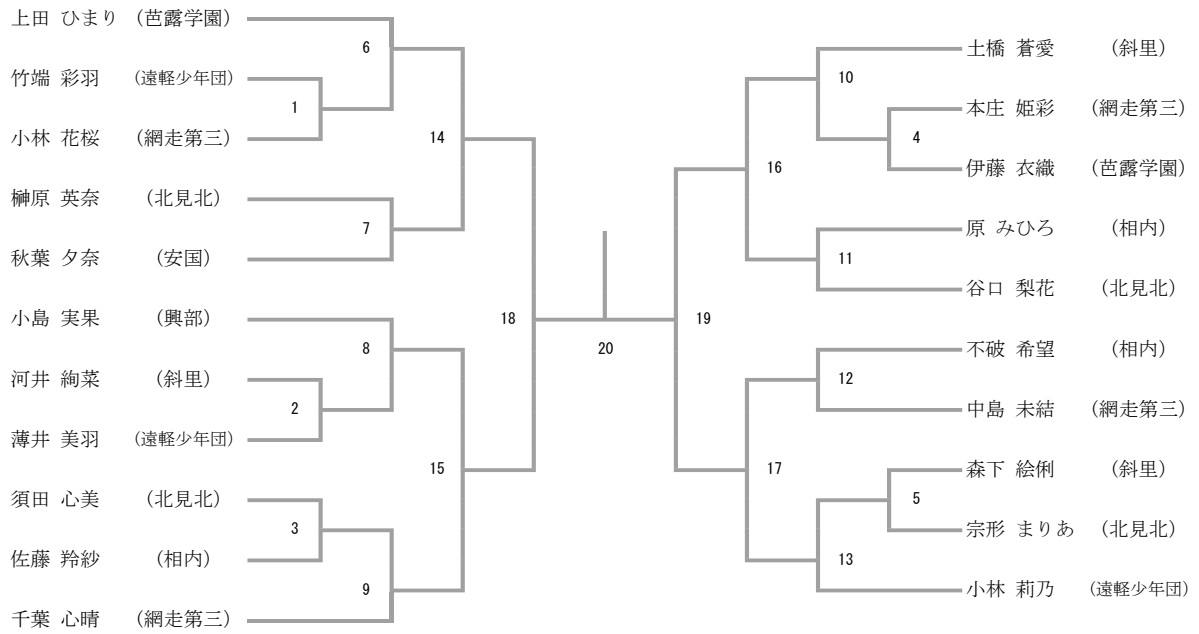 上田 ひまり (芭露学園)
6
竹端 彩羽 (遠軽少年団)
1
小林 花桜 (網走第三)
14
榊原 英奈 (北見北)
7
秋葉 夕奈 (安国)
小島 実果 (興部)
18
8
河井 絢菜 (斜里)
2
薄井 美羽 (遠軽少年団)
15
須田 心美 (北見北)
3
佐藤 羚紗 (相内)
9
千葉 心晴 (網走第三)
20
土橋 蒼愛 (斜里)
10
本庄 姫彩 (網走第三)
4
伊藤 衣織 (芭露学園)
16
原 みひろ (相内)
11
谷口 梨花 (北見北)
19
不破 希望 (相内)
12
中島 未結 (網走第三)
17
森下 絵俐 (斜里)
5
宗形 まりあ (北見北)
13
小林 莉乃 (遠軽少年団)